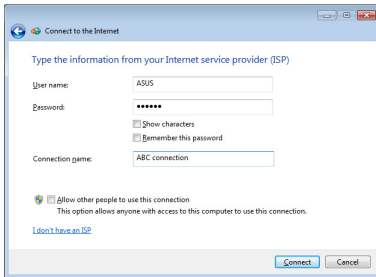 Connect to the Internet
Type the information from your Internet service provider (ISP)
User name: ASUS
Password: ••••••
Show characters
Remember this password
Connection name: ABC connection
Allow other people to use this connection
This option allows anyone with access to this computer to use this connection.
I don't have an ISP
Connect Cancel